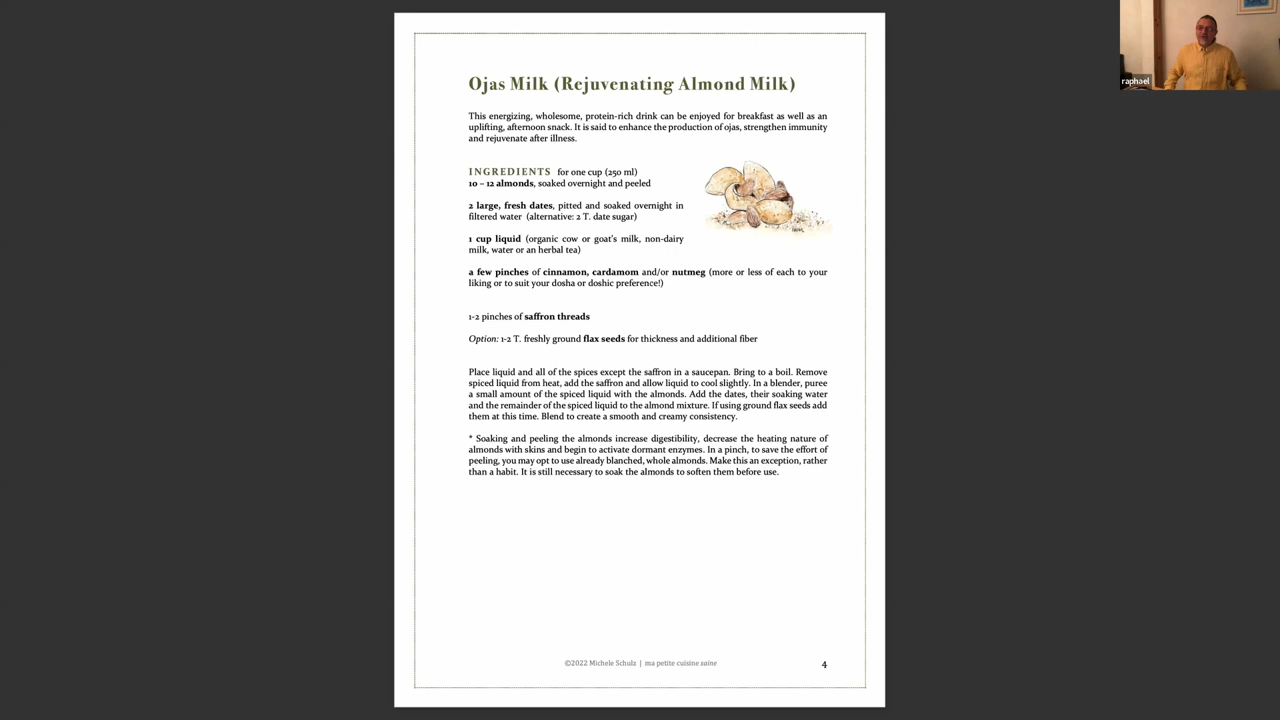 Ojas Milk (Rejuvenating Almond Milk)
This energizing, wholesome, protein-rich drink can be enjoyed for breakfast as well as an
uplifting, afternoon snack. It is said to enhance the production of ojas, strengthen immunity
and rejuvenate after illness.
INGREDIENTS for one cup (250 ml)
10 – 12 almonds, soaked overnight and peeled
2 large, fresh dates, pitted and soaked overnight in
filtered water (alternative: 2 T. date sugar)
1 cup liquid (organic cow or goat's milk, non-dairy
milk, water or an herbal tea)
a few pinches of cinnamon, cardamom and/or nutmeg (more or less of each to your
liking or to suit your dosha or doshic preference!)
1-2 pinches of saffron threads
Option: 1-2 T. freshly ground flax seeds for thickness and additional fiber
Place liquid and all of the spices except the saffron in a saucepan. Bring to a boil. Remove
spiced liquid from heat, add the saffron and allow liquid to cool slightly. In a blender, puree
a small amount of the spiced liquid with the almonds. Add the dates, their soaking water
and the remainder of the spiced liquid to the almond mixture. If using ground flax seeds add
them at this time. Blend to create a smooth and creamy consistency.
* Soaking and peeling the almonds increase digestibility, decrease the heating nature of
almonds with skins and begin to activate dormant enzymes. In a pinch, to save the effort of
peeling, you may opt to use already blanched, whole almonds. Make this an exception, rather
than a habit. It is still necessary to soak the almonds to soften them before use.
©2022 Michele Schulz | ma petite cuisine saine
4
raphael